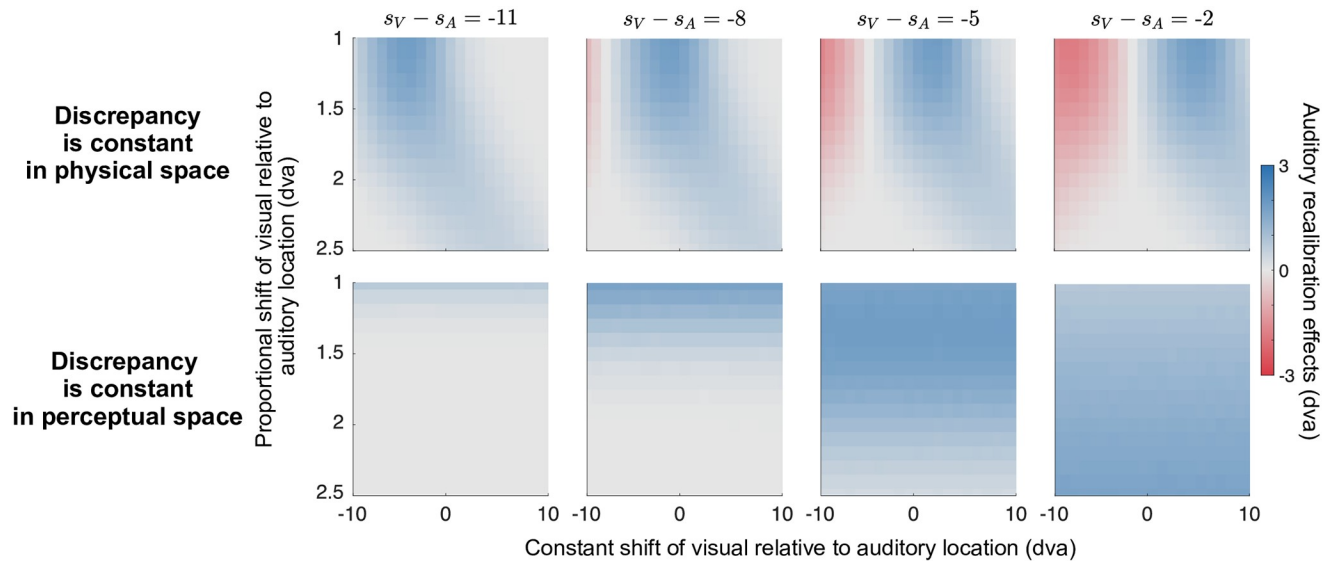 s_V − s_A = -11
s_V − s_A = -8
s_V − s_A = -5
s_V − s_A = -2
Discrepancy
is constant
in physical space
Discrepancy
is constant
in perceptual space
Proportional shift of visual relative to
auditory location (dva)
1
1.5
2
2.5
1
1.5
2
2.5
-10 0 10
-10 0 10
-10 0 10
-10 0 10
Constant shift of visual relative to auditory location (dva)
3
0
-3
Auditory recalibration effects (dva)